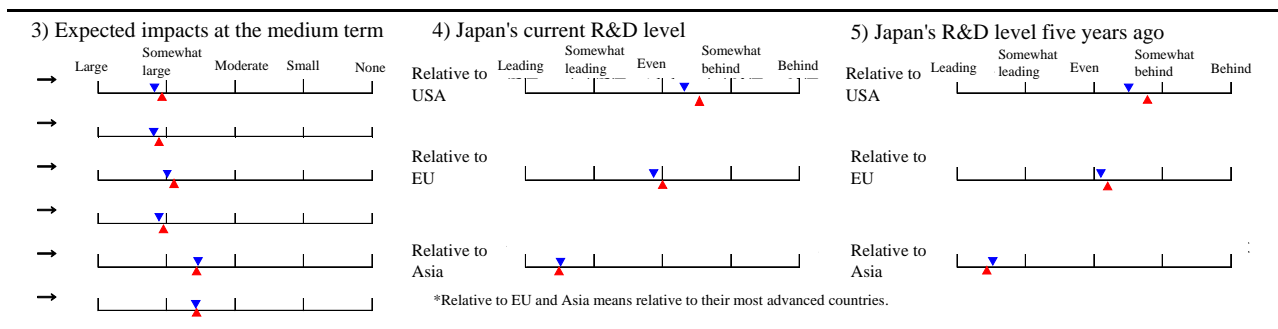 3) Expected impacts at the medium term
Large
Somewhat
large
Moderate
Small
None
4) Japan's current R&D level
Leading
Somewhat
leading
Even
Somewhat
behind
Behind
Relative to
USA
Relative to
EU
Relative to
Asia
*Relative to EU and Asia means relative to their most advanced countries.
5) Japan's R&D level five years ago
Leading
Somewhat
leading
Even
Somewhat
behind
Behind
Relative to
USA
Relative to
EU
Relative to
Asia